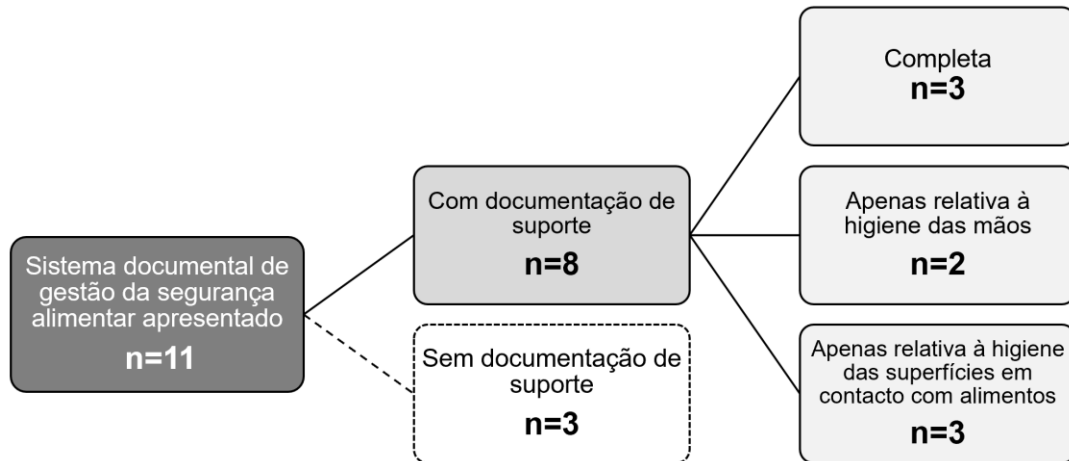 Sistema documental de
gestão da segurança
alimentar apresentado
n=11
Com documentação de
suporte
n=8
Sem documentação de
suporte
n=3
Completa
n=3
Apenas relativa à
higiene das mãos
n=2
Apenas relativa à higiene
das superfícies em
contacto com alimentos
n=3